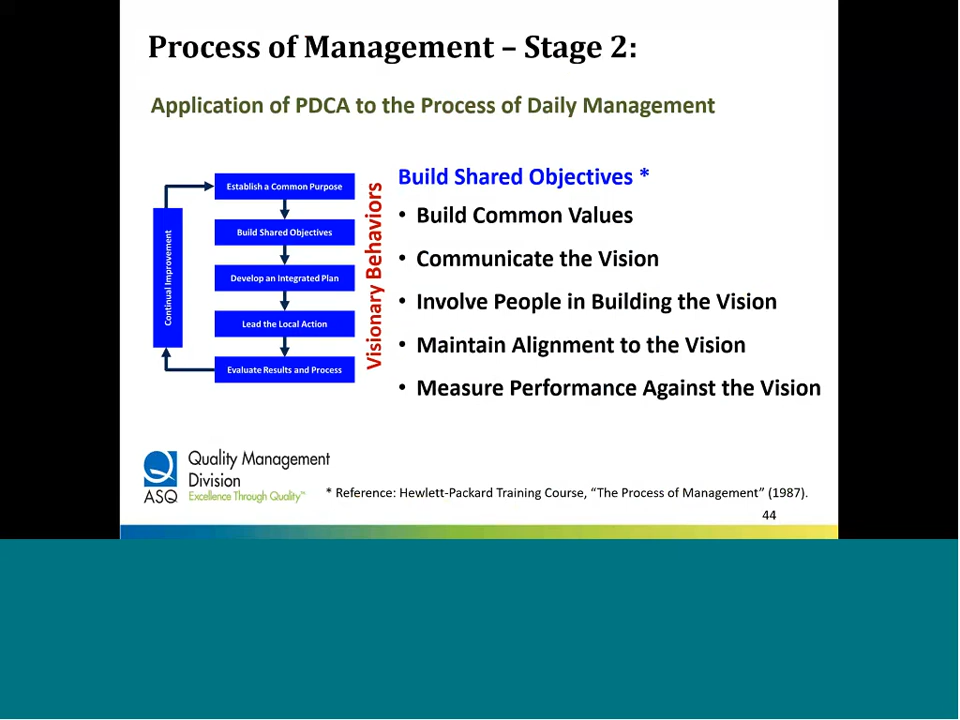 Process of Management – Stage 2:
Application of PDCA to the Process of Daily Management
Establish a Common Purpose
Build Shared Objectives
Develop an Integrated Plan
Lead the Local Action
Evaluate Results and Process
Continual Improvement
Visionary Behaviors
Build Shared Objectives *
• Build Common Values
• Communicate the Vision
• Involve People in Building the Vision
• Maintain Alignment to the Vision
• Measure Performance Against the Vision
ASQ
Quality Management
Division
Excellence Through Quality™
* Reference: Hewlett-Packard Training Course, “The Process of Management” (1987).
44